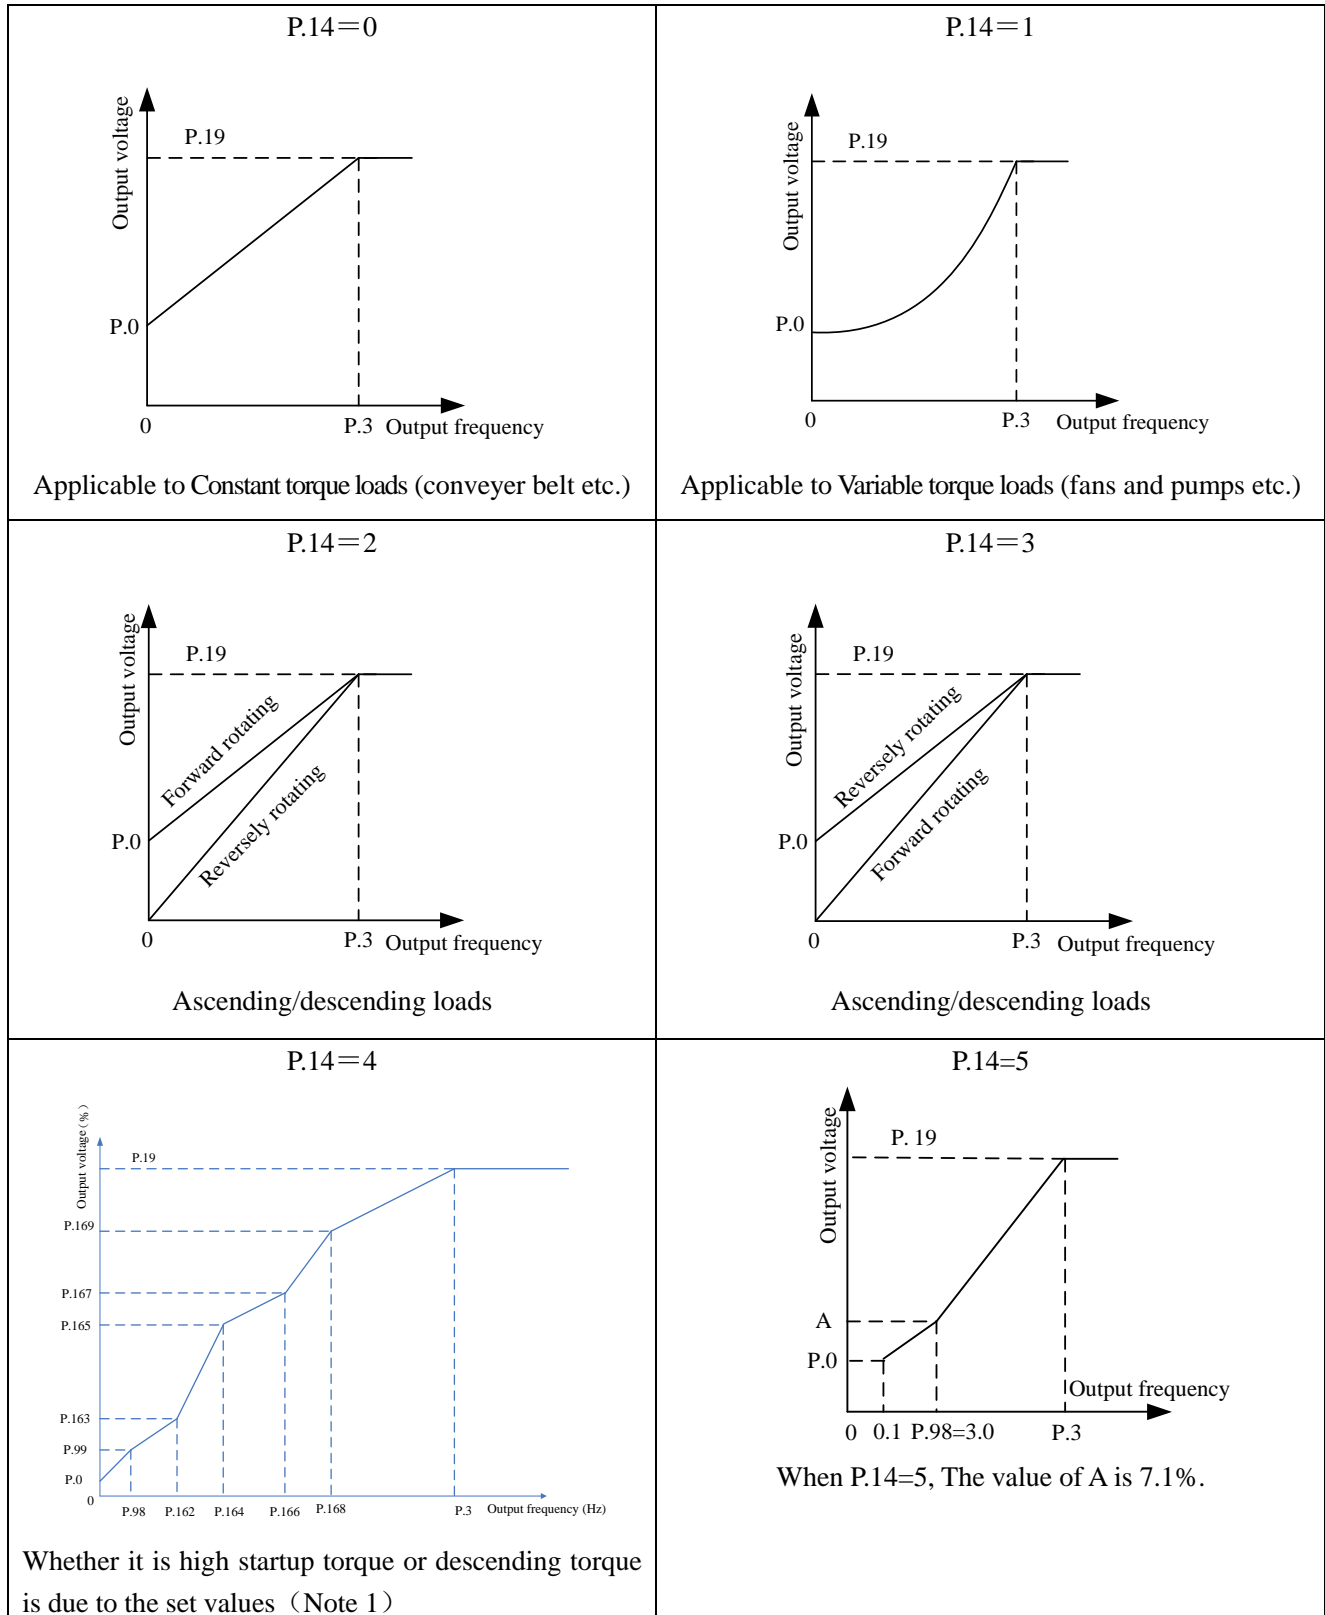 P.14＝0
Output voltage
P.19
P.0
0
P.3 Output frequency
Applicable to Constant torque loads (conveyer belt etc.)
P.14＝1
Output voltage
P.19
P.0
0
P.3 Output frequency
Applicable to Variable torque loads (fans and pumps etc.)
P.14＝2
Output voltage
P.19
Forward rotating
Reversely rotating
P.0
0
P.3 Output frequency
Ascending/descending loads
P.14＝3
Output voltage
P.19
Reversely rotating
Forward rotating
P.0
0
P.3 Output frequency
Ascending/descending loads
P.14＝4
Output voltage（%）
P.19
P.169
P.167
P.165
P.163
P.99
P.0
0
P.98 P.162 P.164 P.166 P.168 P.3 Output frequency (Hz)
Whether it is high startup torque or descending torque
is due to the set values（Note 1）
P.14=5
Output voltage
P. 19
A
P.0
Output frequency
0 0.1 P.98=3.0 P.3
When P.14=5, The value of A is 7.1%.